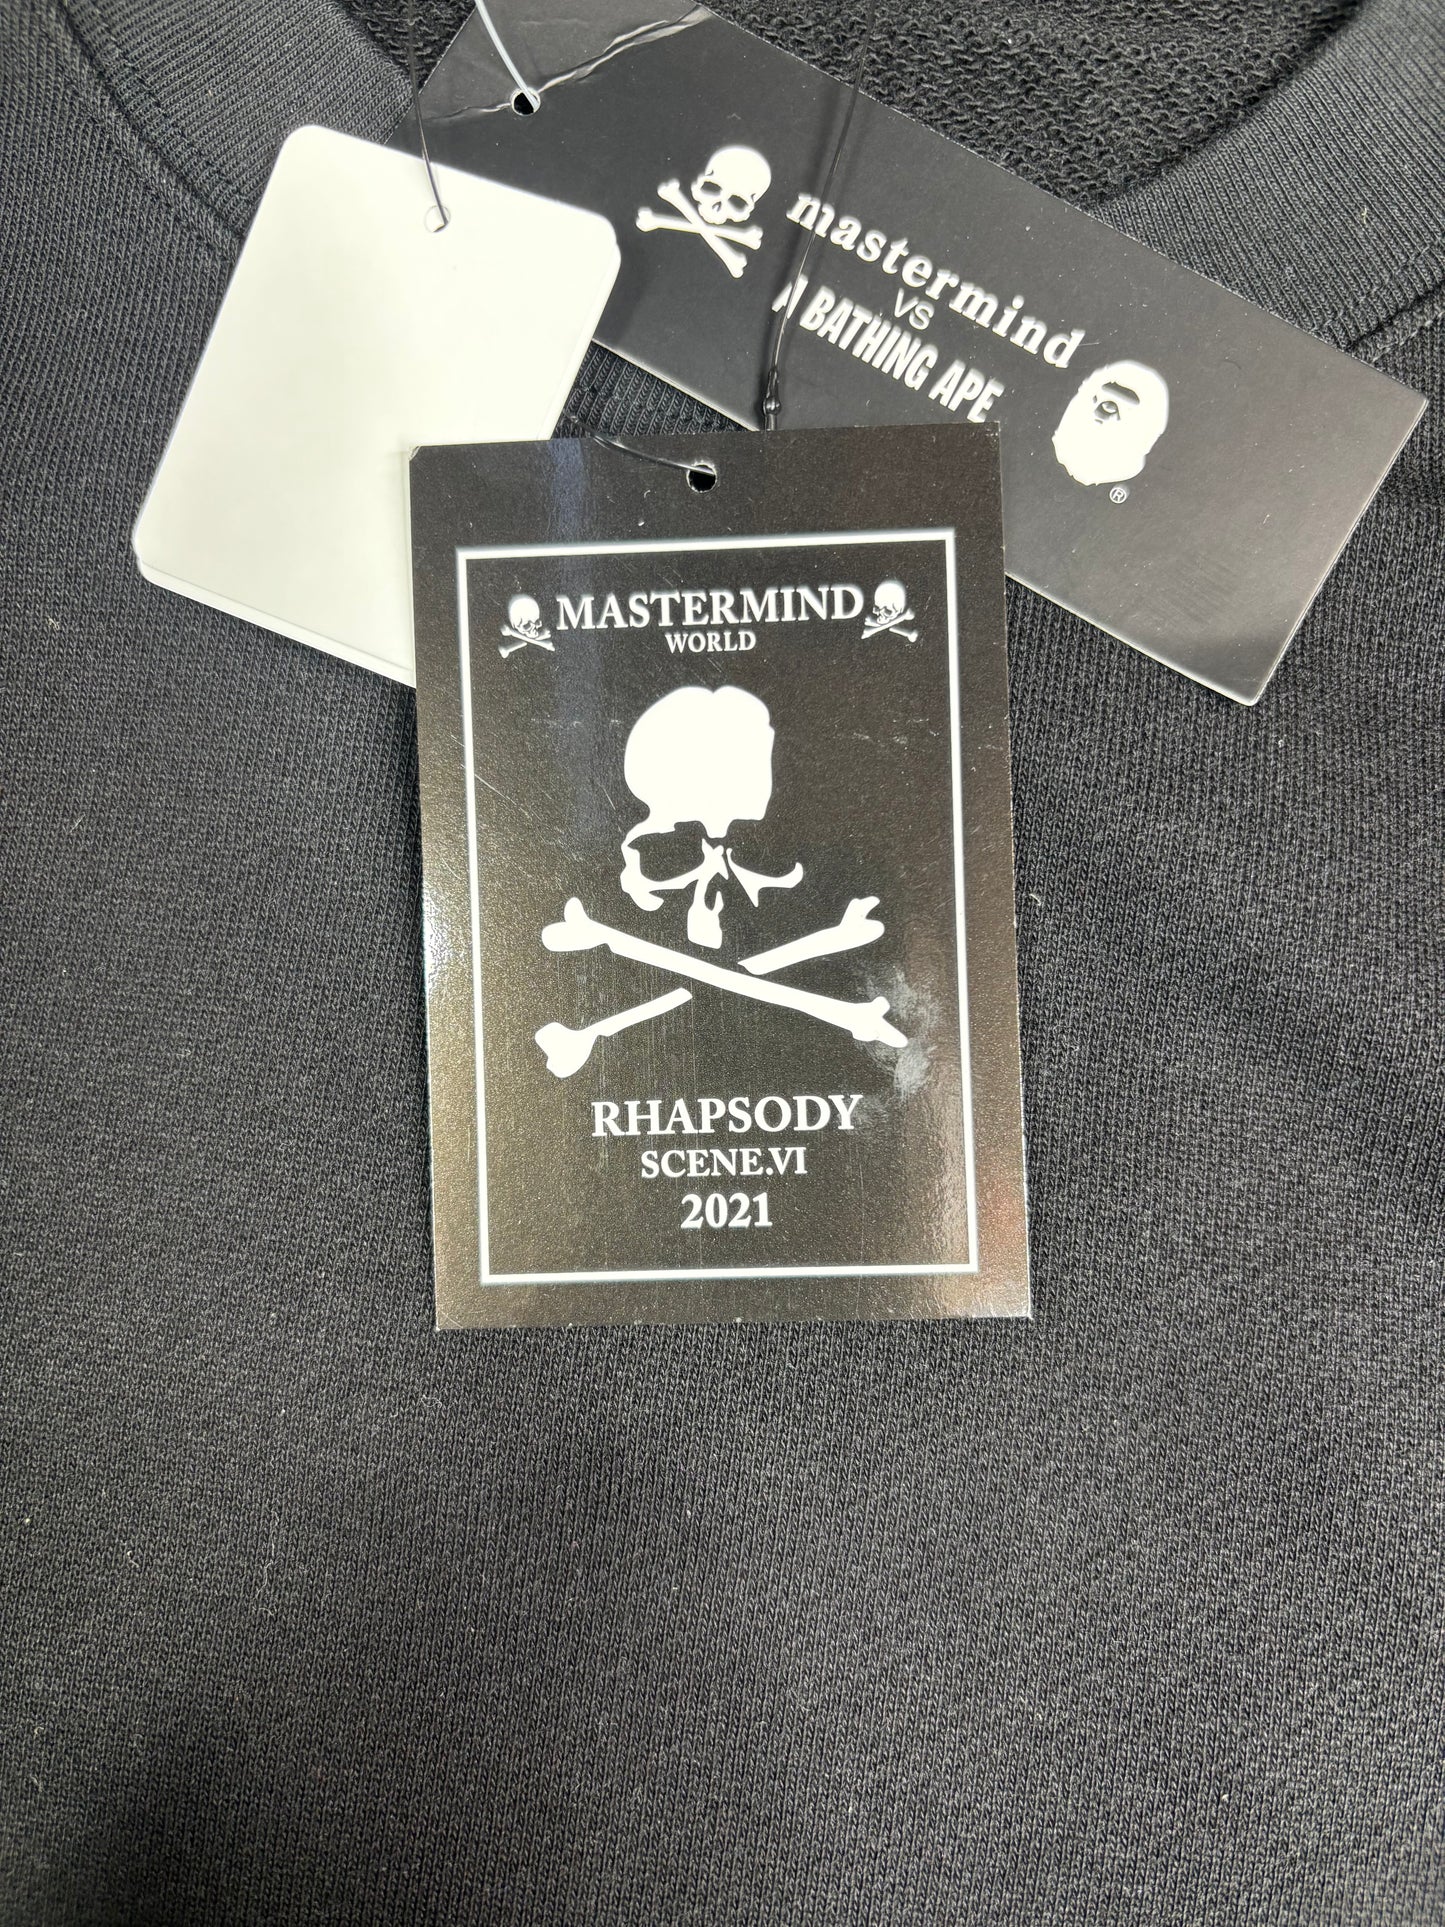 mastermind
VS
A BATHING APE
®
MASTERMIND
WORLD
RHAPSODY
SCENE.VI
2021